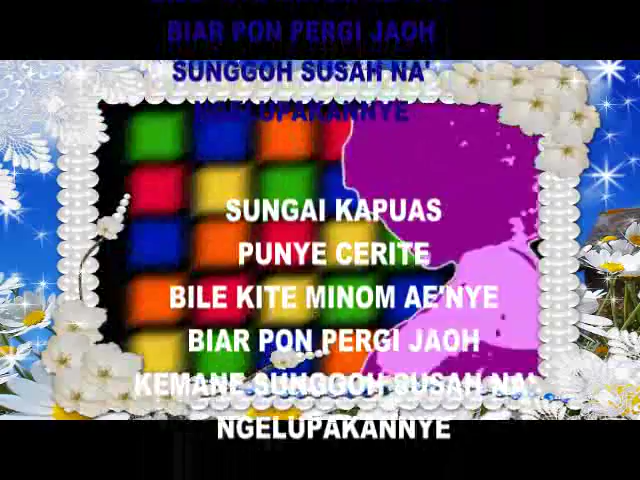 BIAR PON PERGI JAOH
SUNGGOH SUSAH NA'
NGELUPAKANNYE
SUNGAI KAPUAS
PUNYE CERITE
BILE KITE MINOM AE'NYE
BIAR PON PERGI JAOH
KEMANE SUNGGOH SUSAH NA'
NGELUPAKANNYE